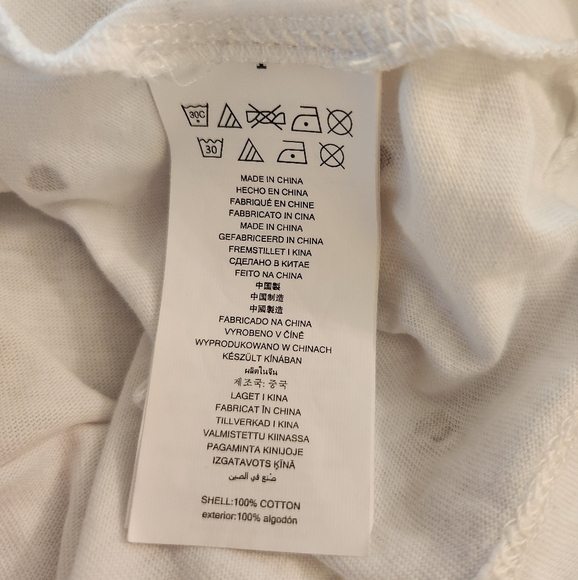 30C
30
MADE IN CHINA
HECHO EN CHINA
FABRIQUÉ EN CHINE
FABBRICATO IN CINA
MADE IN CHINA
GEFABRICEERD IN CHINA
FREMSTILLET I KINA
СДЕЛАНО В КИТАЕ
FEITO NA CHINA
中国製
中国制造
中國製造
FABRICADO NA CHINA
VYROBENO V ČÍNĚ
WYPRODUKOWANO W CHINACH
KÉSZÜLT KÍNÁBAN
ผลิตในจีน
제조국: 중국
LAGET I KINA
FABRICAT ÎN CHINA
TILLVERKAD I KINA
VALMISTETTU KIINASSA
PAGAMINTA KINIJOJE
IZGATAVOTS ĶĪNĀ
صنع في الصين
SHELL:100% COTTON
exterior:100% algodón